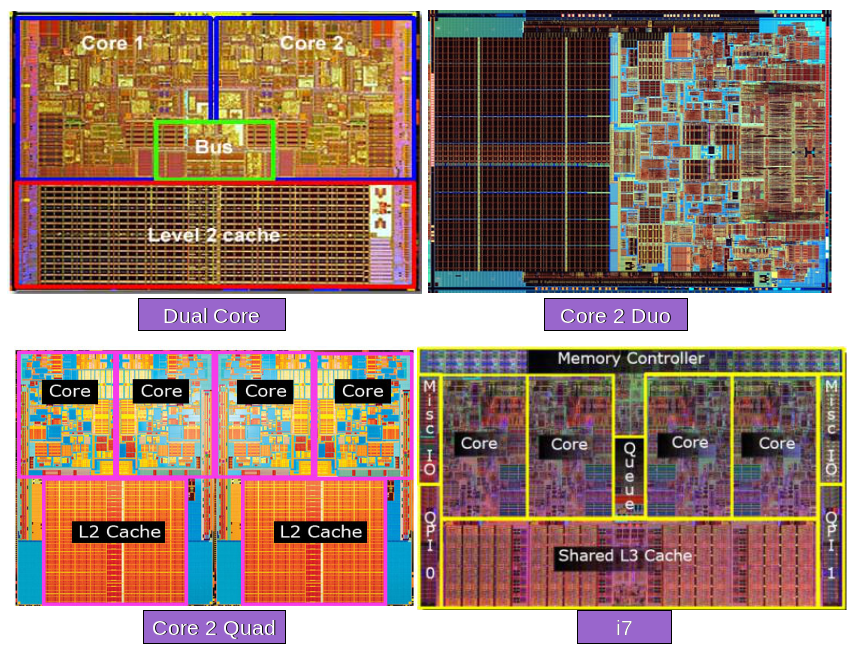 Core 1
Core 2
Bus
Level 2 cache
Dual Core
Core 2 Duo
Core
Core
Core
Core
L2 Cache
L2 Cache
Core 2 Quad
Memory Controller
Misc IO
Core
Core
Queue
Core
Core
Misc IO
QPI 0
Shared L3 Cache
QPI 1
i7